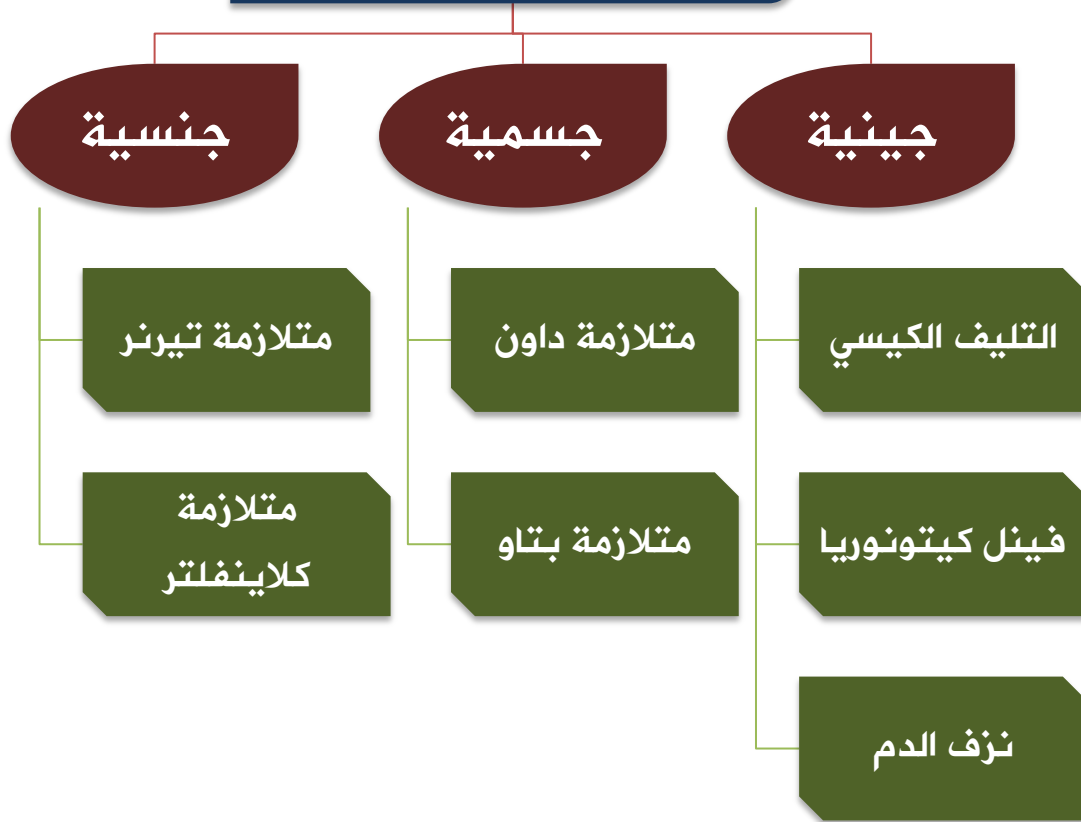 جينية
جسمية
جنسية
التليف الكيسي
متلازمة داون
متلازمة تيرنر
فينل كيتونوريا
متلازمة بتاو
متلازمة
كلاينفلتر
نزف الدم